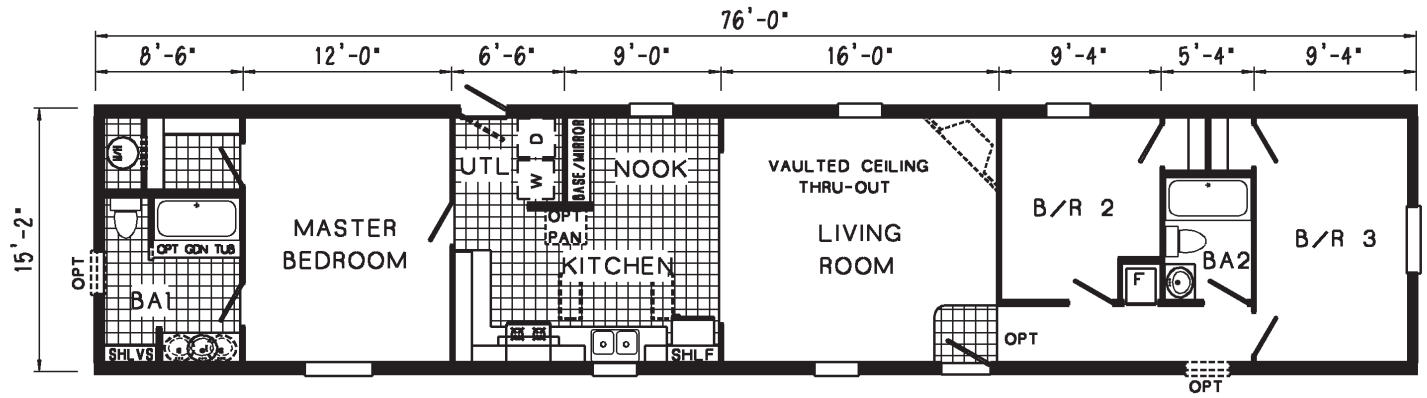 76'-0"
8'-6" 12'-0" 6'-6" 9'-0" 16'-0" 9'-4" 5'-4" 9'-4"
15'-2"
W/H
UTL
D
W
BASE/MIRROR
NOOK
VAULTED CEILING
THRU-OUT
MASTER
BEDROOM
OPT
PAN
LIVING
ROOM
B/R 2
B/R 3
OPT GDN TUB
KITCHEN
BA2
F
OPT
BA1
OPT
SHLVS
SHLF
OPT